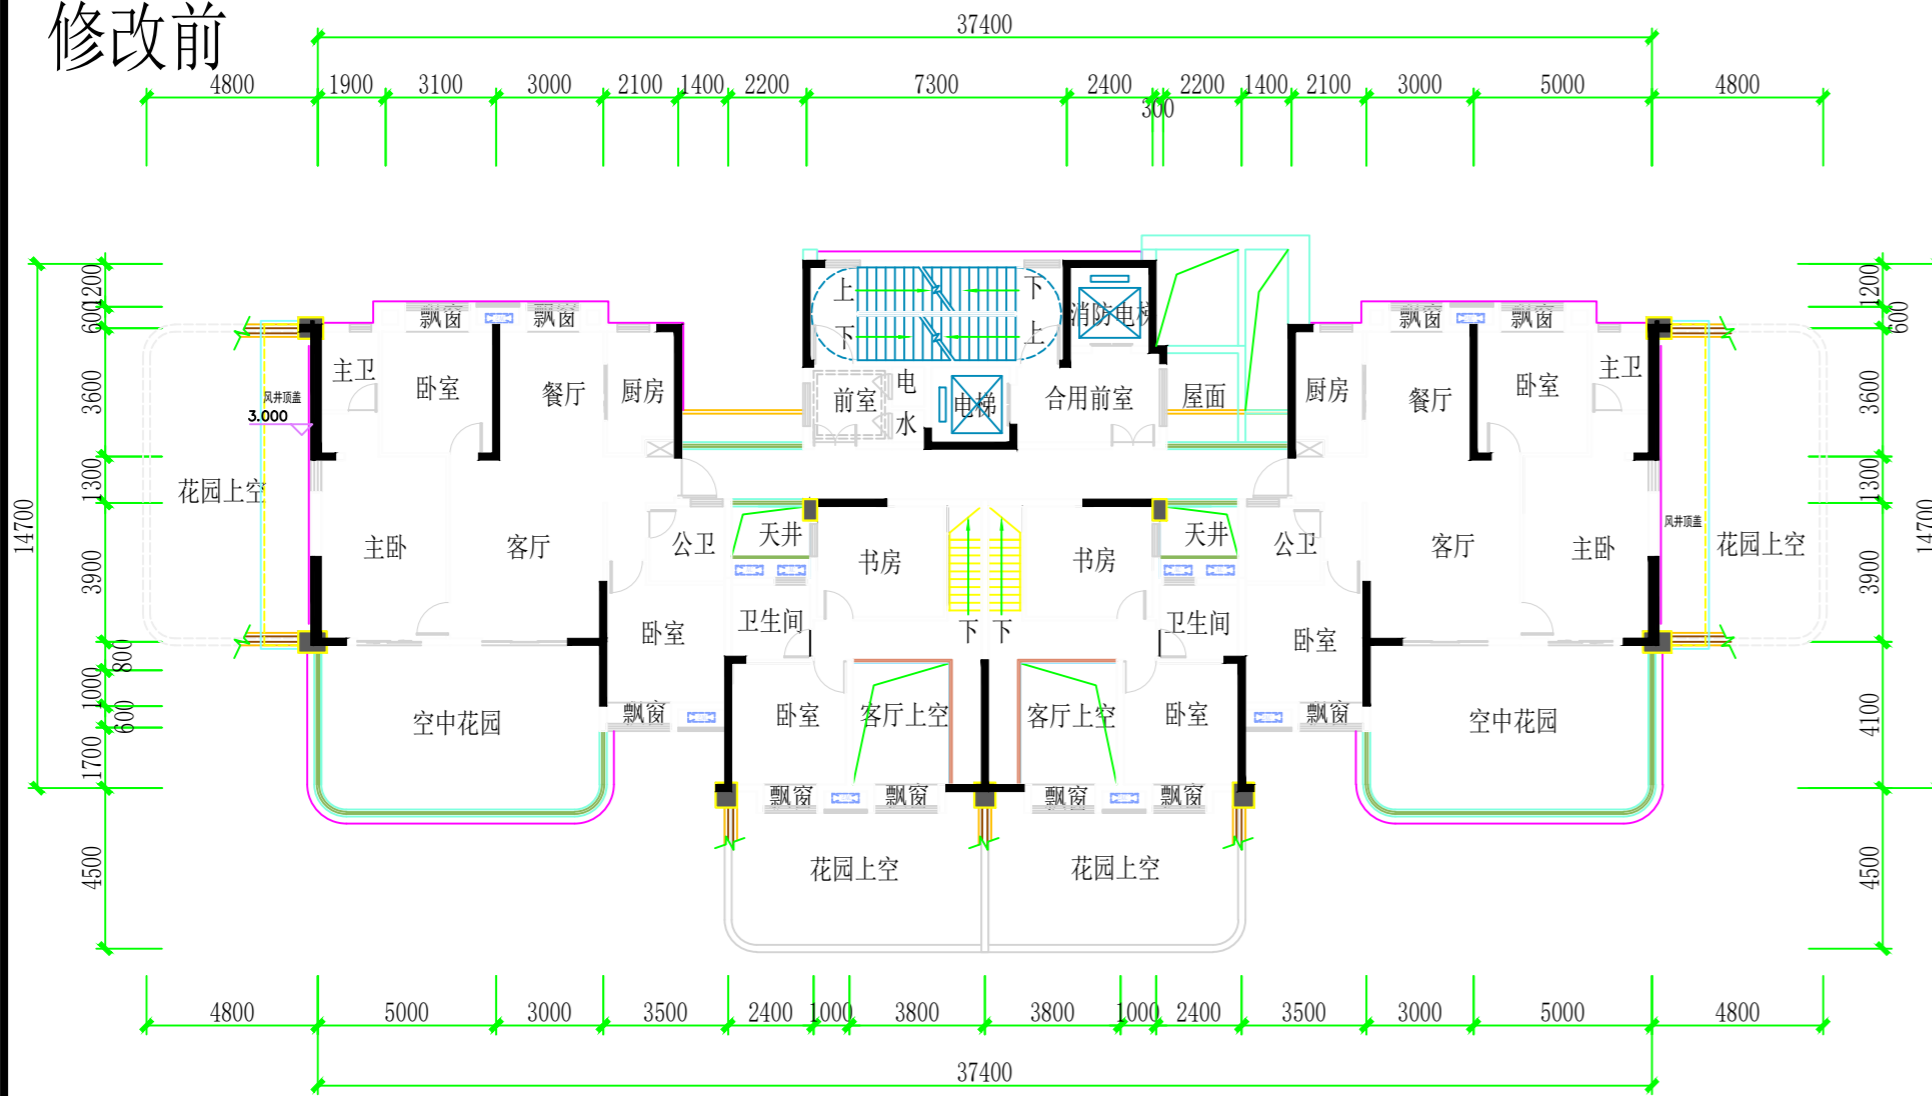 修改前
37400
4800 1900 3100 3000 2100 1400 2200 7300 2400 300 2200 1400 2100 3000 5000 4800
1200
600
3600
1300
3900
800
1000
600
1700
4500
14700
1200
600
3600
1300
3900
4100
4500
14700
飘窗 飘窗 上 下 消防电梯 飘窗 飘窗
下 上
主卫 卧室 餐厅 厨房 前室 电 水 电梯 合用前室 屋面 厨房 餐厅 卧室 主卫
风井顶盖
3.000
花园上空 主卧 客厅 公卫 天井 书房 书房 天井 公卫 客厅 主卧 风井顶盖 花园上空
卧室 卫生间 下 下 卫生间 卧室
空中花园 飘窗 卧室 客厅上空 客厅上空 卧室 飘窗 空中花园
飘窗 飘窗 飘窗 飘窗
花园上空 花园上空
4800 5000 3000 3500 2400 1000 3800 3800 1000 2400 3500 3000 5000 4800
37400